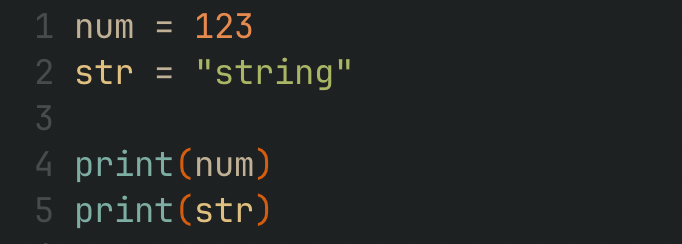 1 num = 123
2 str = "string"
3
4 print(num)
5 print(str)